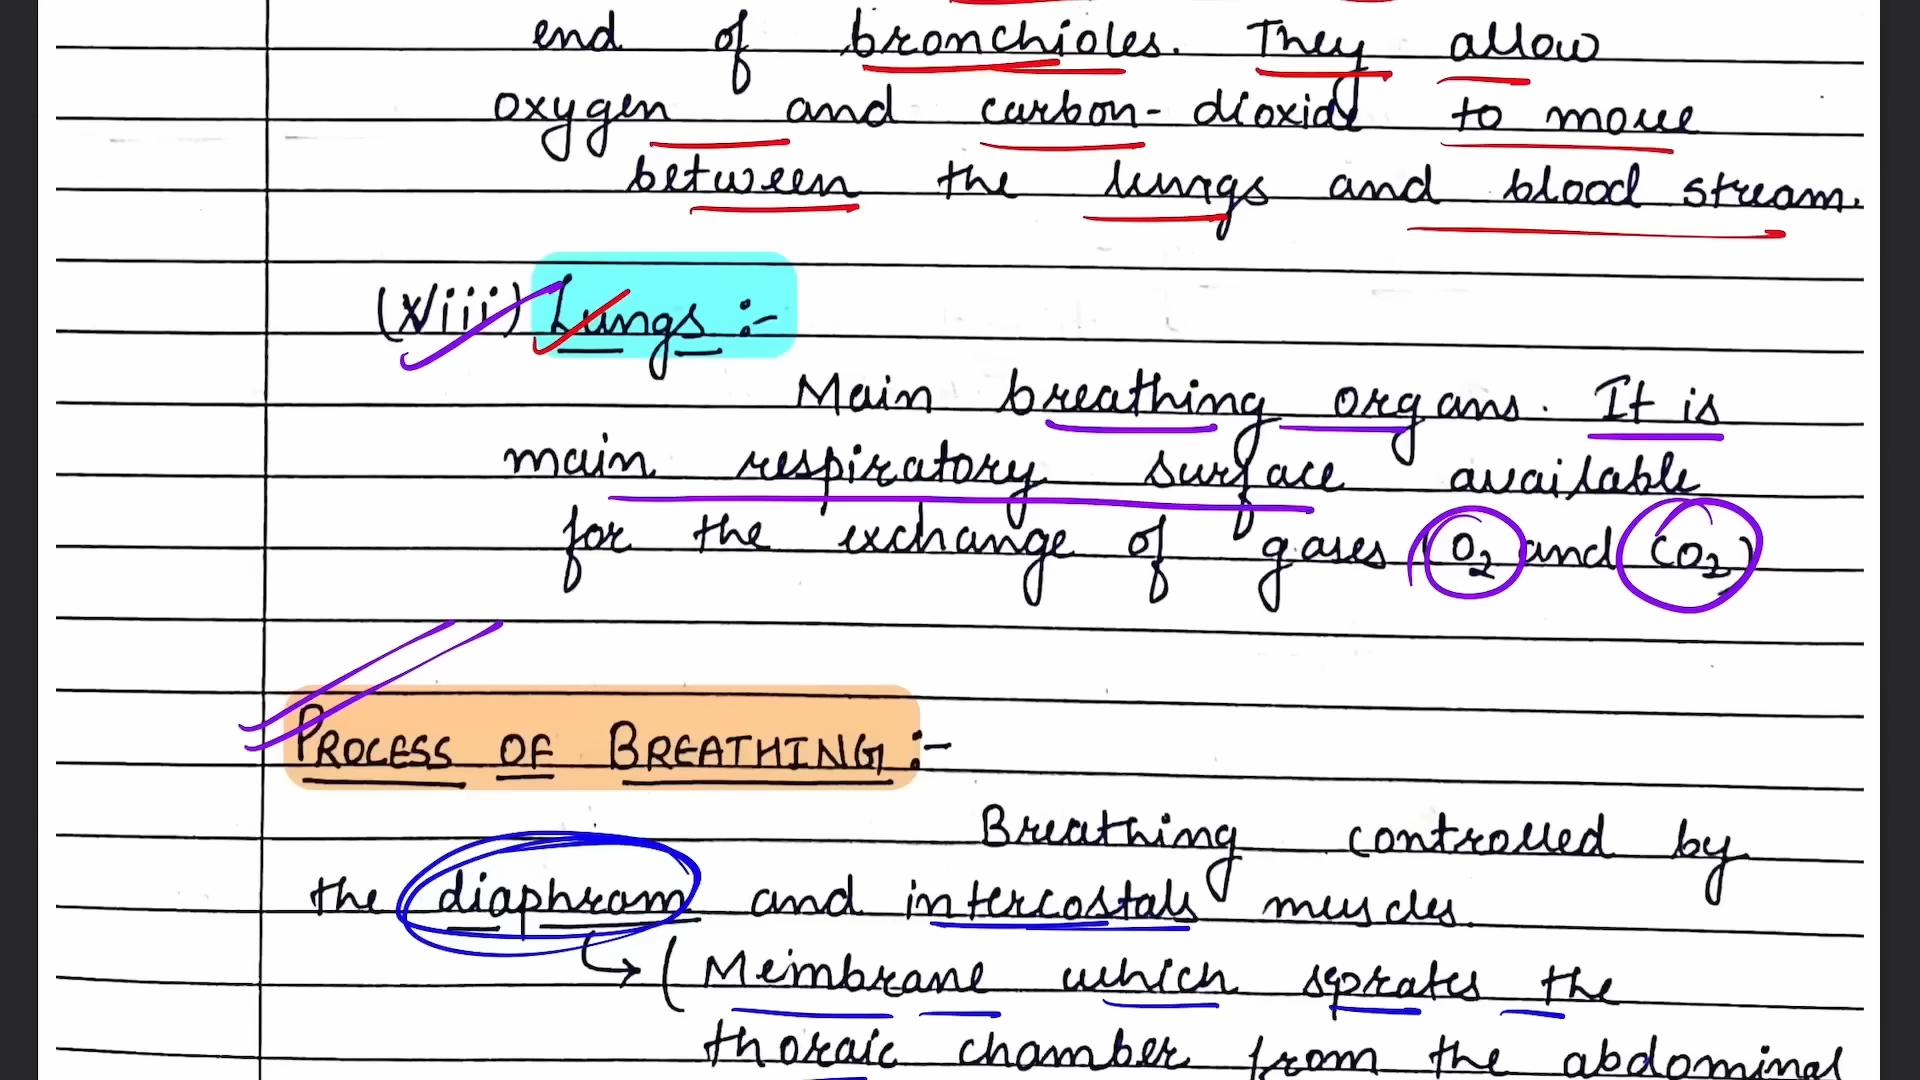 end of bronchioles. They allow
oxygen and carbon-dioxide to move
between the lungs and blood stream.
(viii) Lungs :-
Main breathing organs. It is
main respiratory surface available
for the exchange of gases (O2 and CO2)
PROCESS OF BREATHING :-
Breathing controlled by
the diaphram and intercostals muscles.
→ (Membrane which seprates the
thoraic chamber from the abdominal